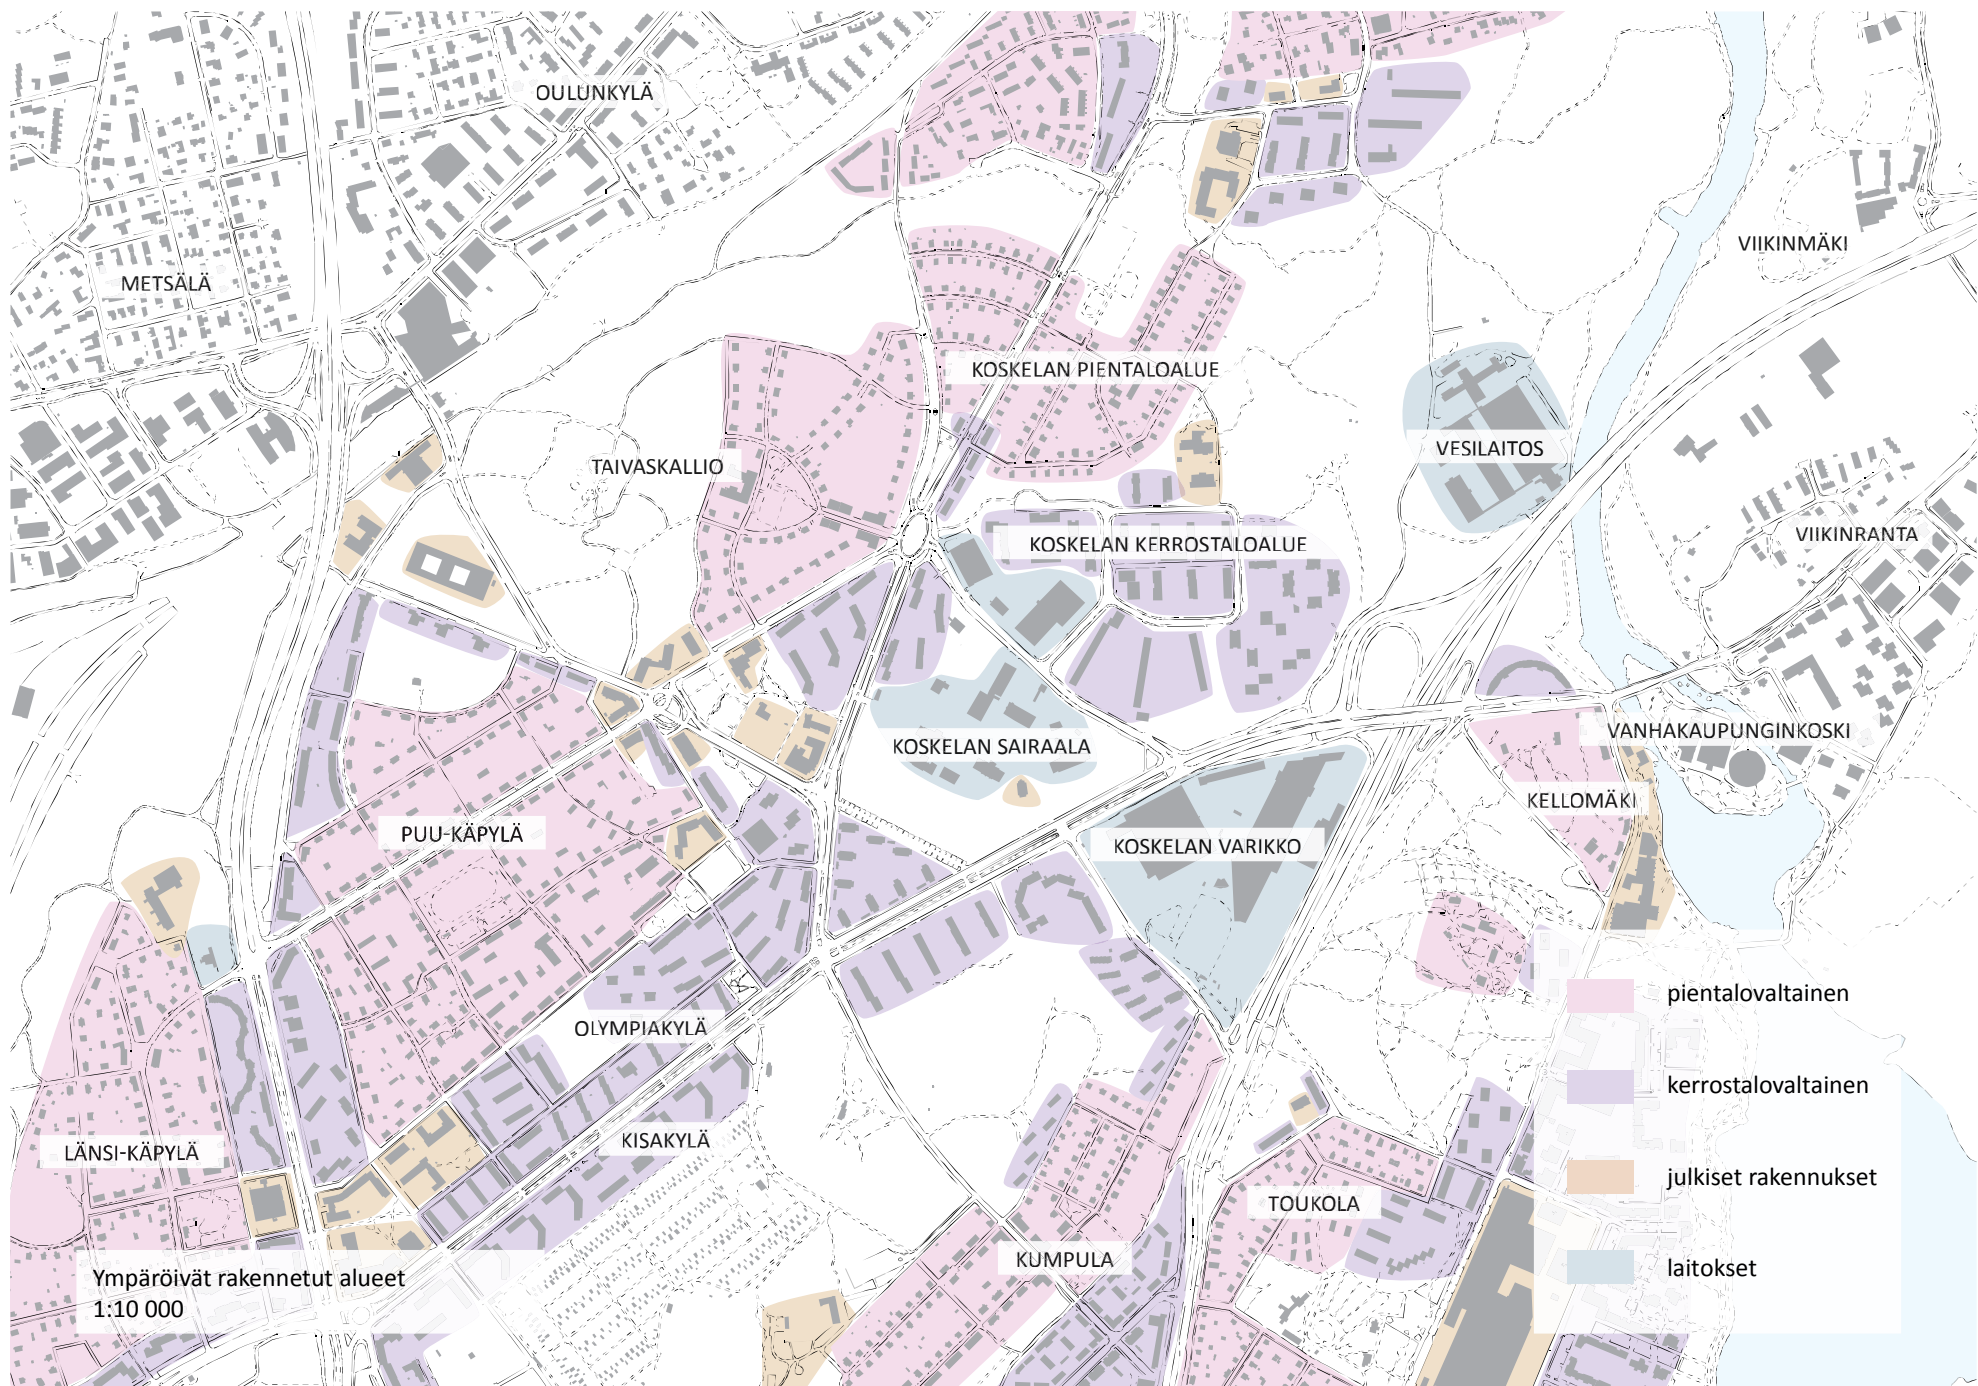 OULUNKYLÄ
VIIKINMÄKI
METSÄLÄ
KOSKELAN PIENTALOALUE
VESILAITOS
TAIVASKALLIO
VIIKINRANTA
KOSKELAN KERROSTALOALUE
VANHAKAUPUNGINKOSKI
KOSKELAN SAIRAALA
KELLOMÄKI
PUU-KÄPYLÄ
KOSKELAN VARIKKO
pientalovaltainen
OLYMPIAKYLÄ
kerrostalovaltainen
KISAKYLÄ
LÄNSI-KÄPYLÄ
julkiset rakennukset
TOUKOLA
KUMPULA
laitokset
Ympäröivät rakennetut alueet
1:10 000